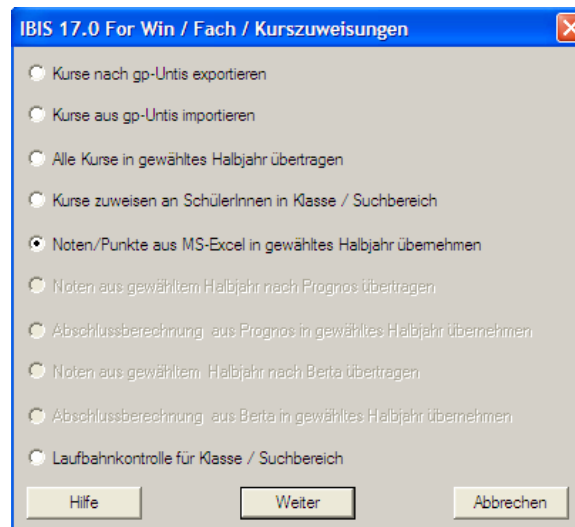 IBIS 17.0 For Win / Fach / Kurszuweisungen
Kurse nach gp-Untis exportieren
Kurse aus gp-Untis importieren
Alle Kurse in gewähltes Halbjahr übertragen
Kurse zuweisen an SchülerInnen in Klasse / Suchbereich
Noten/Punkte aus MS-Excel in gewähltes Halbjahr übernehmen
Noten aus gewähltem Halbjahr nach Prognos übertragen
Abschlussberechnung aus Prognos in gewähltes Halbjahr übernehmen
Noten aus gewähltem Halbjahr nach Berta übertragen
Abschlussberechnung aus Berta in gewähltes Halbjahr übernehmen
Laufbahnkontrolle für Klasse / Suchbereich
Hilfe Weiter Abbrechen